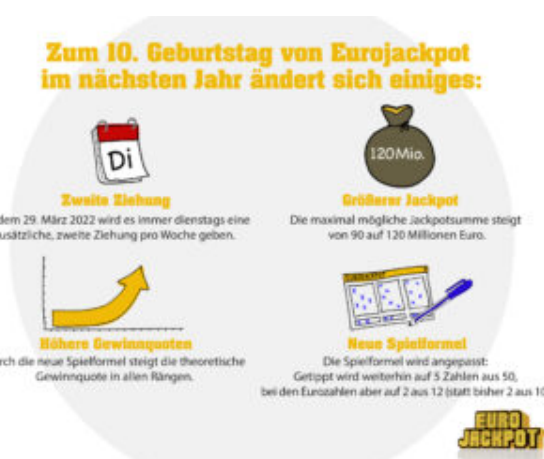 Zum 10. Geburtstag von Eurojackpot
im nächsten Jahr ändert sich einiges:
Di
120 Mio.
Zweite Ziehung
dem 29. März 2022 wird es immer dienstags eine
usätzliche, zweite Ziehung pro Woche geben.
Größerer Jackpot
Die maximal mögliche Jackpotsumme steigt
von 90 auf 120 Millionen Euro.
Höhere Gewinnquoten
rch die neue Spielformel steigt die theoretische
Gewinnquote in allen Rängen.
Neue Spielformel
Die Spielformel wird angepasst:
Getippt wird weiterhin auf 5 Zahlen aus 50,
bei den Eurozahlen aber auf 2 aus 12 (statt bisher 2 aus 10
EURO
JACKPOT